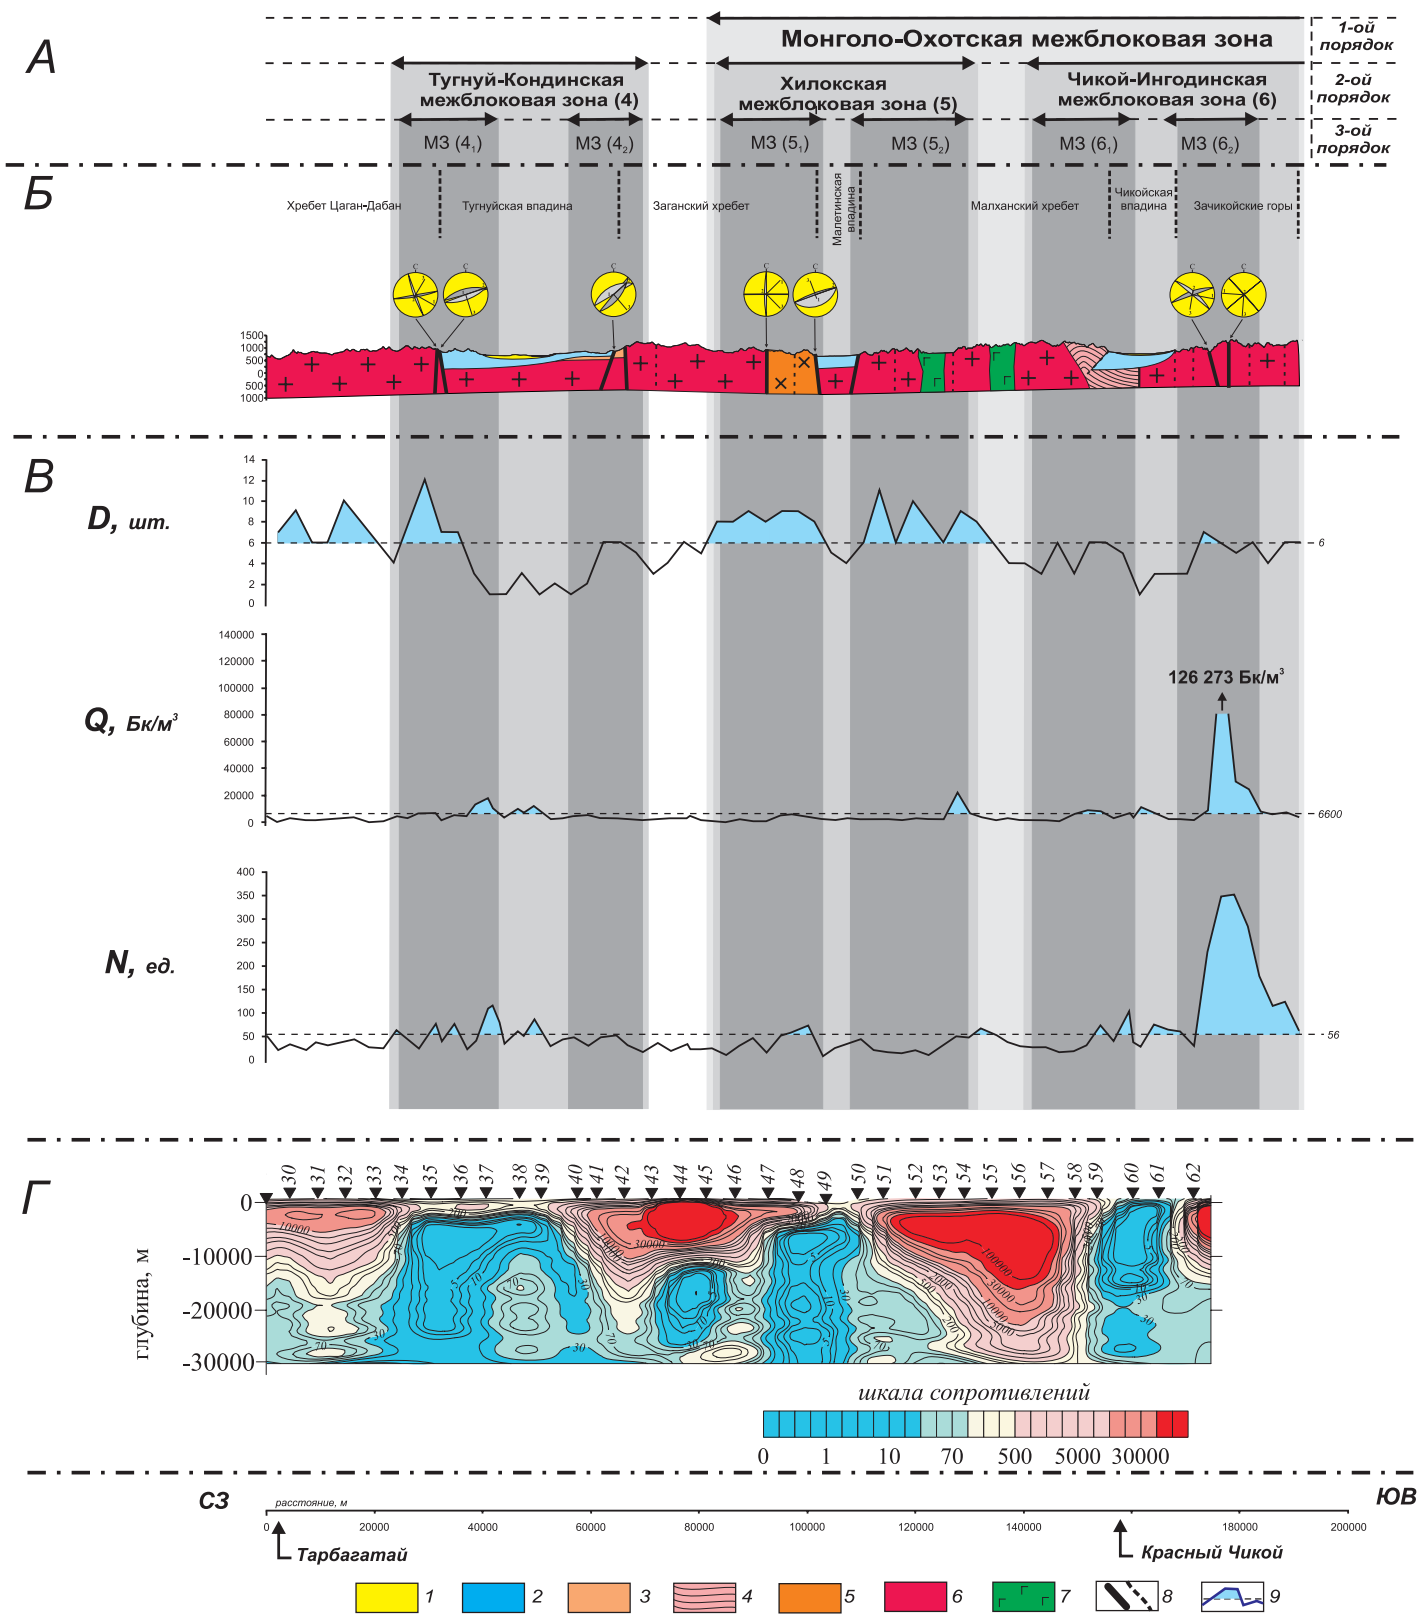 А
Монголо-Охотская межблоковая зона
1-ой порядок
Тугнуй-Кондинская межблоковая зона (4)
Хилокская межблоковая зона (5)
Чикой-Ингодинская межблоковая зона (6)
2-ой порядок
МЗ (4₁)
МЗ (4₂)
МЗ (5₁)
МЗ (5₂)
МЗ (6₁)
МЗ (6₂)
3-ой порядок
Б
Хребет Цаган-Дабан
Тугнуйская впадина
Заганский хребет
Малетинская впадина
Малханский хребет
Чикойская впадина
Зачикойские горы
С С С С С С С
1500
1000
500
0
500
1000
В
D, шт.
14
12
10
8
6
4
2
0
6
Q, Бк/м³
140000
120000
100000
80000
60000
40000
20000
0
126 273 Бк/м³
6600
N, ед.
400
350
300
250
200
150
100
50
0
56
Г
30 31 32 33 34 35 36 37 38 39 40 41 42 43 44 45 46 47 48 49 50 51 52 53 54 55 56 57 58 59 60 61 62
глубина, м
0
-10000
-20000
-30000
шкала сопротивлений
0 1 10 70 500 5000 30000
СЗ
расстояние, м
ЮВ
0 20000 40000 60000 80000 100000 120000 140000 180000 200000
Тарбагатай
Красный Чикой
1 2 3 4 5 6 7 8 9